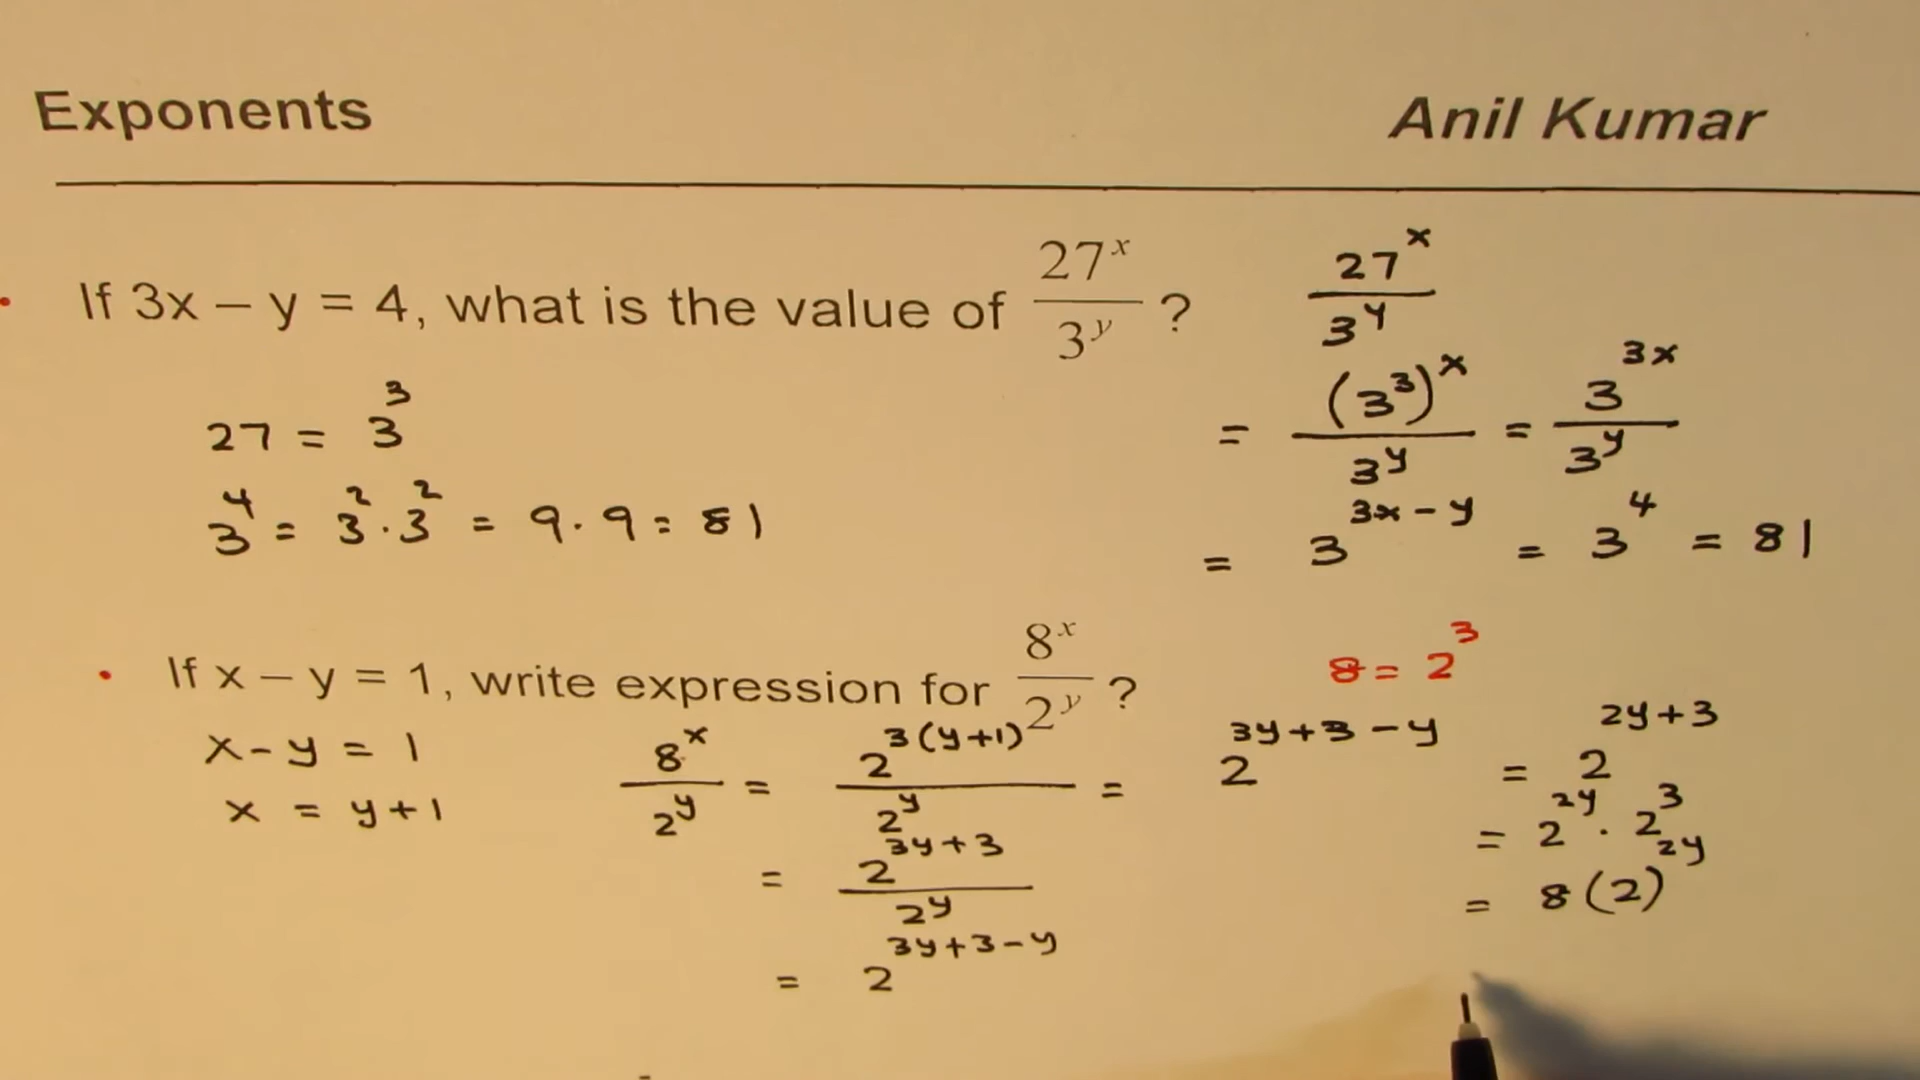 Exponents
Anil Kumar
If 3x – y = 4, what is the value of 27^x / 3^y ?
27^x / 3^y
= (3^3)^x / 3^y = 3^(3x) / 3^y
= 3^(3x – y) = 3^4 = 81
27 = 3^3
3^4 = 3^2 · 3^2 = 9 · 9 = 81
If x – y = 1, write expression for 8^x / 2^y ?
8 = 2^3
x – y = 1
x = y + 1
8^x / 2^y = 2^(3(y+1)) / 2^y = 2^(3y+3–y) = 2^(2y+3)
= 2^(3y+3) / 2^y
= 2^(3y+3–y)
= 2^(2y) · 2^3
= 8(2)^(2y)